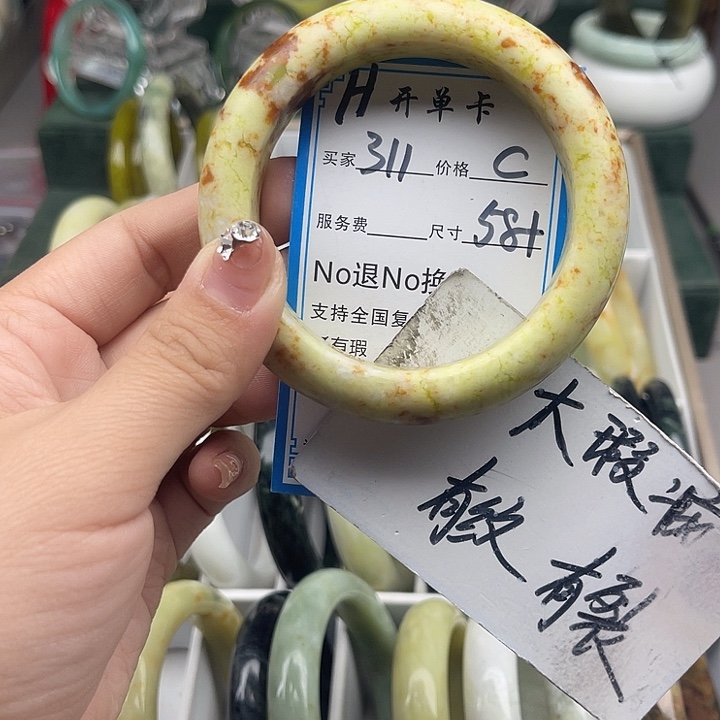 H 开单卡
买家 311 价格 C
服务费 尺寸 58+
No退No换
支持全国复
有瑕
大瑕疵
有纹
有裂